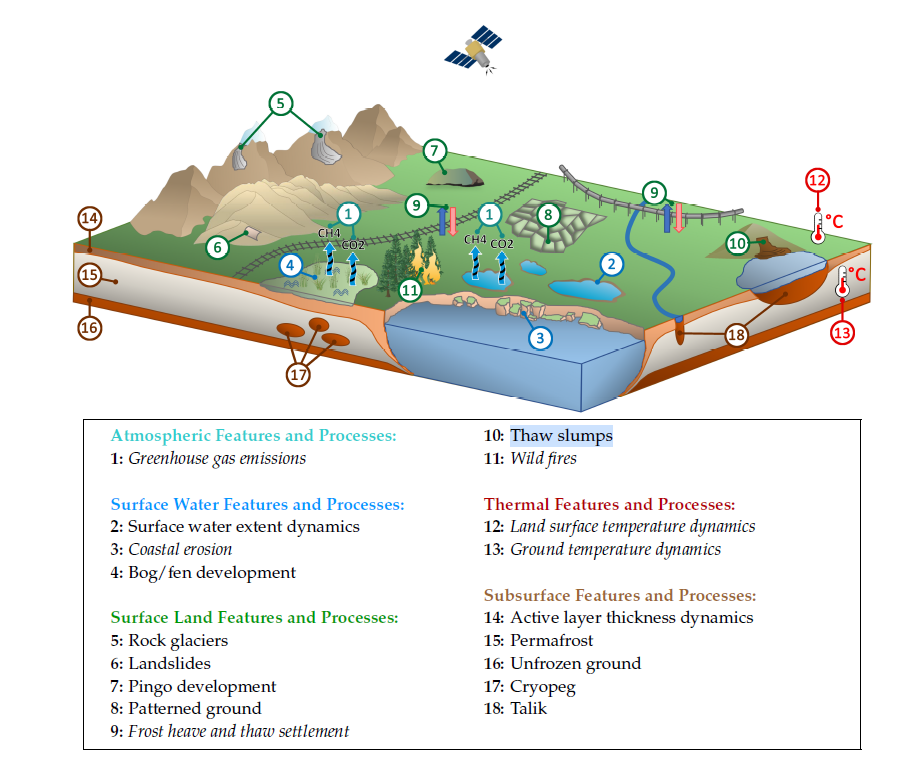 5
7
12
9
9
1
1
8
14
°C
CH4
CO2
CH4
CO2
6
10
4
2
15
°C
11
16
3
18
13
17
Atmospheric Features and Processes:
1: Greenhouse gas emissions
Surface Water Features and Processes:
2: Surface water extent dynamics
3: Coastal erosion
4: Bog/fen development
Surface Land Features and Processes:
5: Rock glaciers
6: Landslides
7: Pingo development
8: Patterned ground
9: Frost heave and thaw settlement
10: Thaw slumps
11: Wild fires
Thermal Features and Processes:
12: Land surface temperature dynamics
13: Ground temperature dynamics
Subsurface Features and Processes:
14: Active layer thickness dynamics
15: Permafrost
16: Unfrozen ground
17: Cryopeg
18: Talik